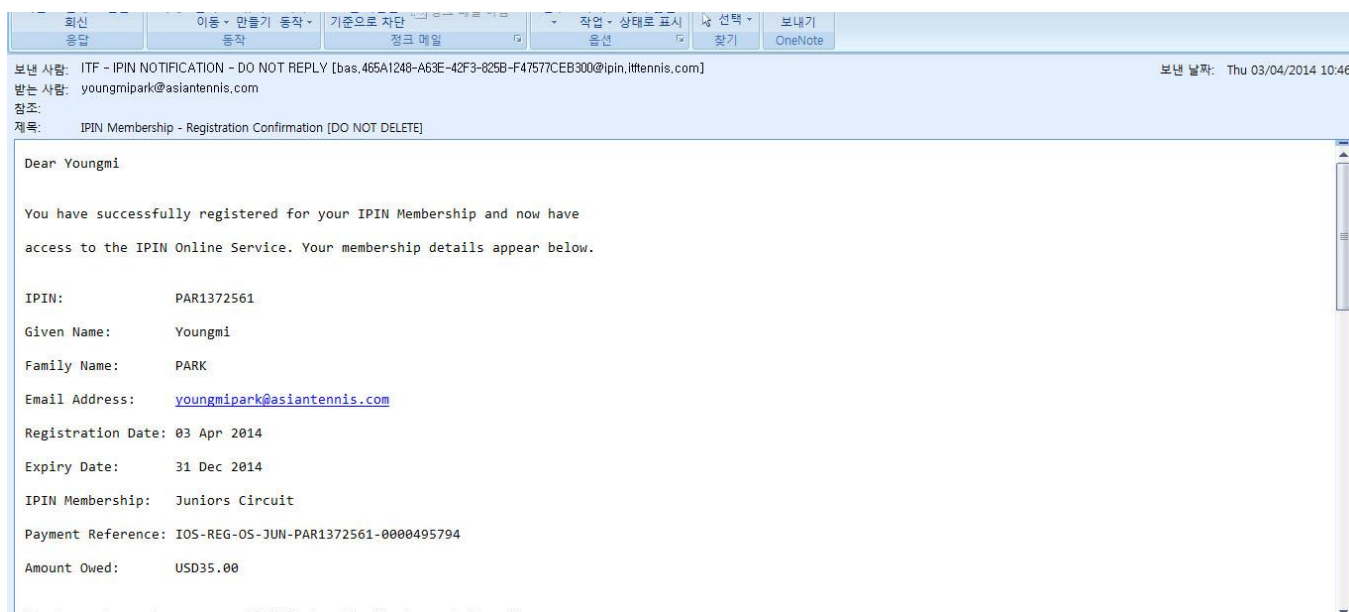 회신
이동 ▾ 만들기 동작 ▾
기준으로 차단
작업 ▾ 상태로 표시
선택 ▾
보내기
응답
동작
정크 메일
옵션
찾기
OneNote
보낸 사람: ITF - IPIN NOTIFICATION - DO NOT REPLY [bas.465A1248-A63E-42F3-825B-F47577CEB300@ipin.itftennis.com]
보낸 날짜: Thu 03/04/2014 10:46
받는 사람: youngmipark@asiantennis.com
참조:
제목: IPIN Membership - Registration Confirmation [DO NOT DELETE]
Dear Youngmi
You have successfully registered for your IPIN Membership and now have
access to the IPIN Online Service. Your membership details appear below.
IPIN: PAR1372561
Given Name: Youngmi
Family Name: PARK
Email Address: youngmipark@asiantennis.com
Registration Date: 03 Apr 2014
Expiry Date: 31 Dec 2014
IPIN Membership: Juniors Circuit
Payment Reference: IOS-REG-OS-JUN-PAR1372561-0000495794
Amount Owed: USD35.00